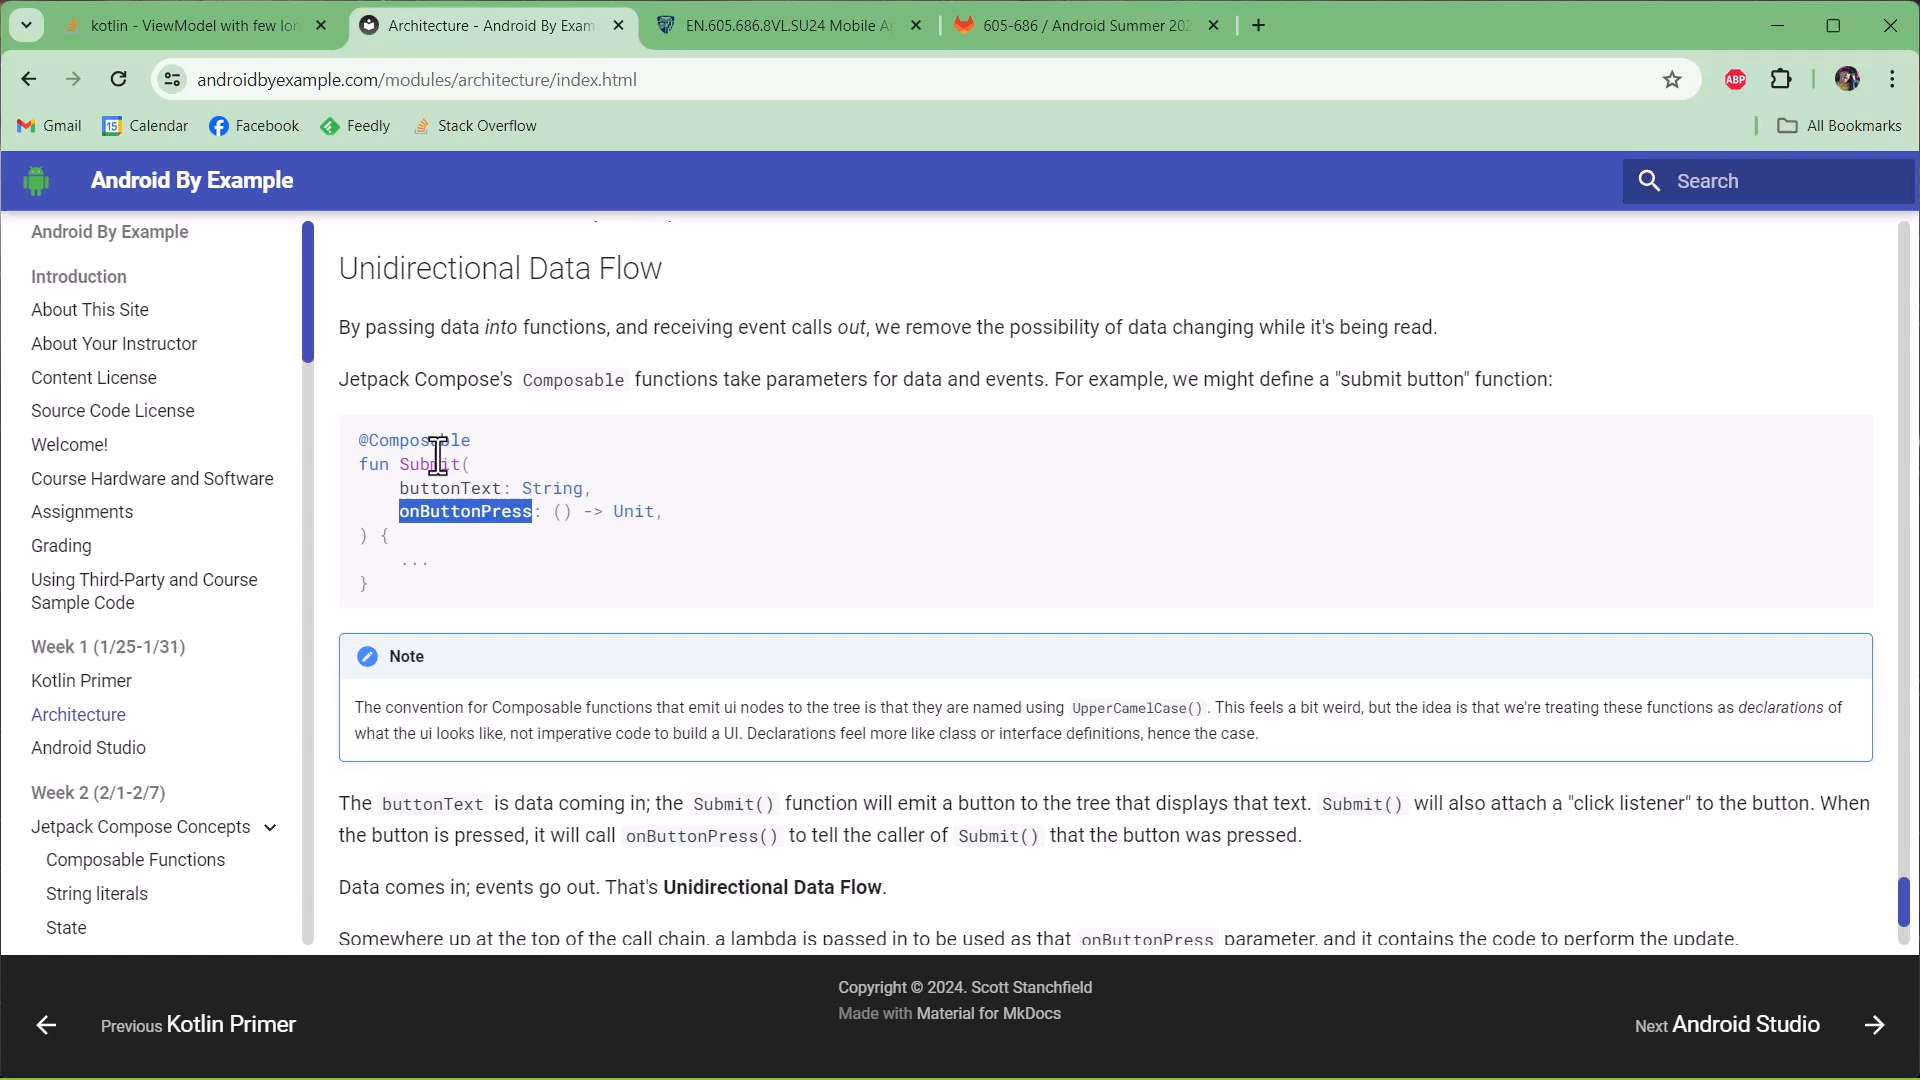 kotlin - ViewModel with few lon
Architecture - Android By Exam
EN.605.686.8VL.SU24 Mobile Ap
605-686 / Android Summer 202
androidbyexample.com/modules/architecture/index.html
ABP
Gmail
15
Calendar
Facebook
Feedly
Stack Overflow
All Bookmarks
Android By Example
Search
Android By Example
Introduction
About This Site
About Your Instructor
Content License
Source Code License
Welcome!
Course Hardware and Software
Assignments
Grading
Using Third-Party and Course
Sample Code
Week 1 (1/25-1/31)
Kotlin Primer
Architecture
Android Studio
Week 2 (2/1-2/7)
Jetpack Compose Concepts
Composable Functions
String literals
State
Unidirectional Data Flow
By passing data into functions, and receiving event calls out, we remove the possibility of data changing while it's being read.
Jetpack Compose's Composable functions take parameters for data and events. For example, we might define a "submit button" function:
@Composable
fun Submit(
buttonText: String,
onButtonPress: () -> Unit,
) {
...
}
Note
The convention for Composable functions that emit ui nodes to the tree is that they are named using UpperCamelCase(). This feels a bit weird, but the idea is that we're treating these functions as declarations of
what the ui looks like, not imperative code to build a UI. Declarations feel more like class or interface definitions, hence the case.
The buttonText is data coming in; the Submit() function will emit a button to the tree that displays that text. Submit() will also attach a "click listener" to the button. When
the button is pressed, it will call onButtonPress() to tell the caller of Submit() that the button was pressed.
Data comes in; events go out. That's Unidirectional Data Flow.
Somewhere up at the top of the call chain, a lambda is passed in to be used as that onButtonPress parameter, and it contains the code to perform the update.
Copyright © 2024. Scott Stanchfield
Made with Material for MkDocs
Previous Kotlin Primer
Next Android Studio